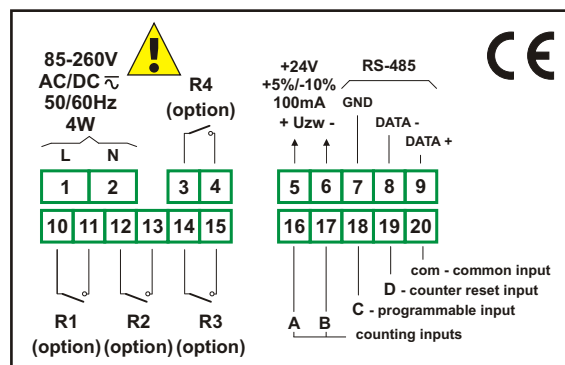 85-260V
AC/DC ⏦
50/60Hz
4W
L N
R4
(option)
+24V
+5%/-10%
100mA
+ Uzw -
RS-485
GND
DATA -
DATA +
CE
1 2 3 4 5 6 7 8 9
10 11 12 13 14 15 16 17 18 19 20
R1 R2 R3
(option) (option) (option)
com - common input
D - counter reset input
C - programmable input
A B
counting inputs